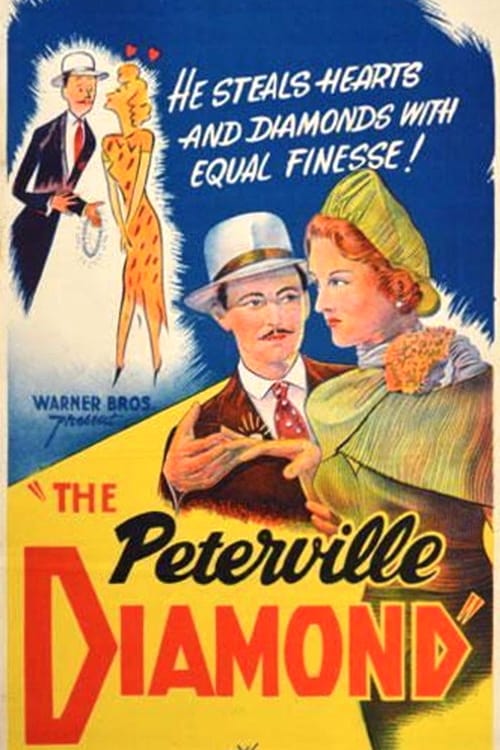 HE STEALS HEARTS
AND DIAMONDS WITH
EQUAL FINESSE!
WARNER BROS.
present
"THE
Peterville
DIAMOND"